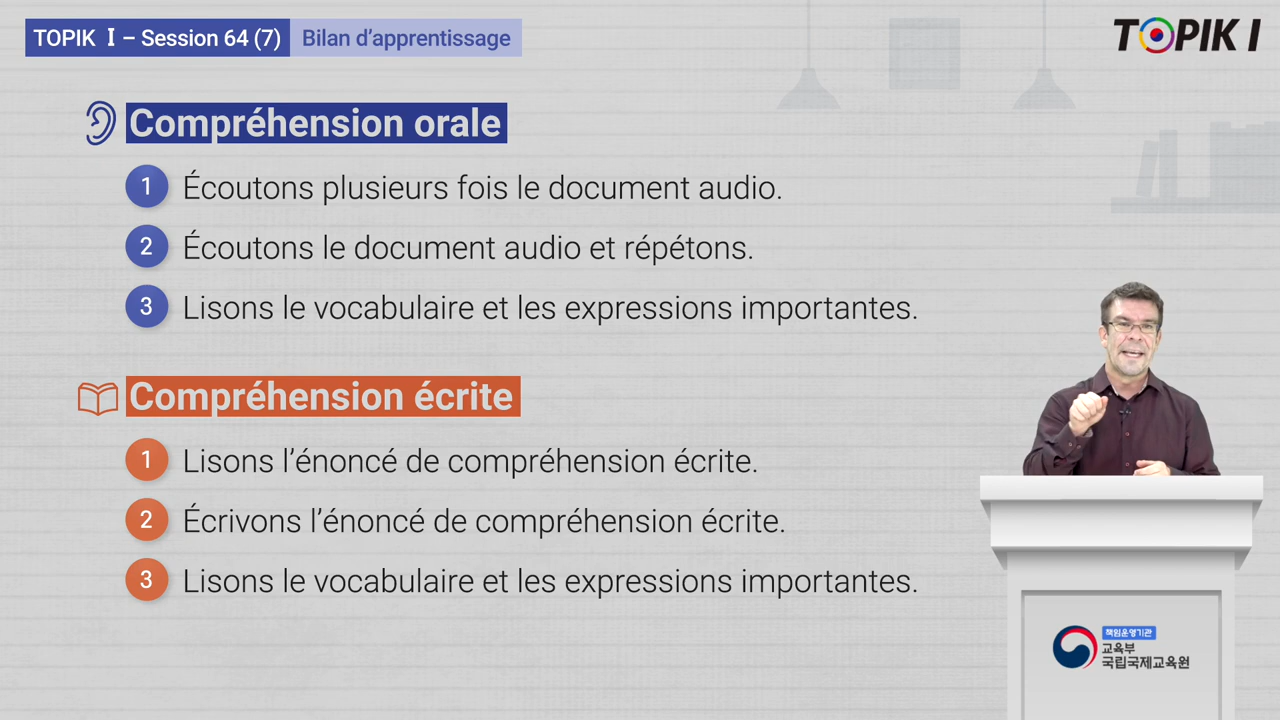 TOPIK Ⅰ – Session 64 (7) Bilan d’apprentissage
TOPIK I
Compréhension orale
1 Écoutons plusieurs fois le document audio.
2 Écoutons le document audio et répétons.
3 Lisons le vocabulaire et les expressions importantes.
Compréhension écrite
1 Lisons l’énoncé de compréhension écrite.
2 Écrivons l’énoncé de compréhension écrite.
3 Lisons le vocabulaire et les expressions importantes.
책임운영기관
교육부
국립국제교육원